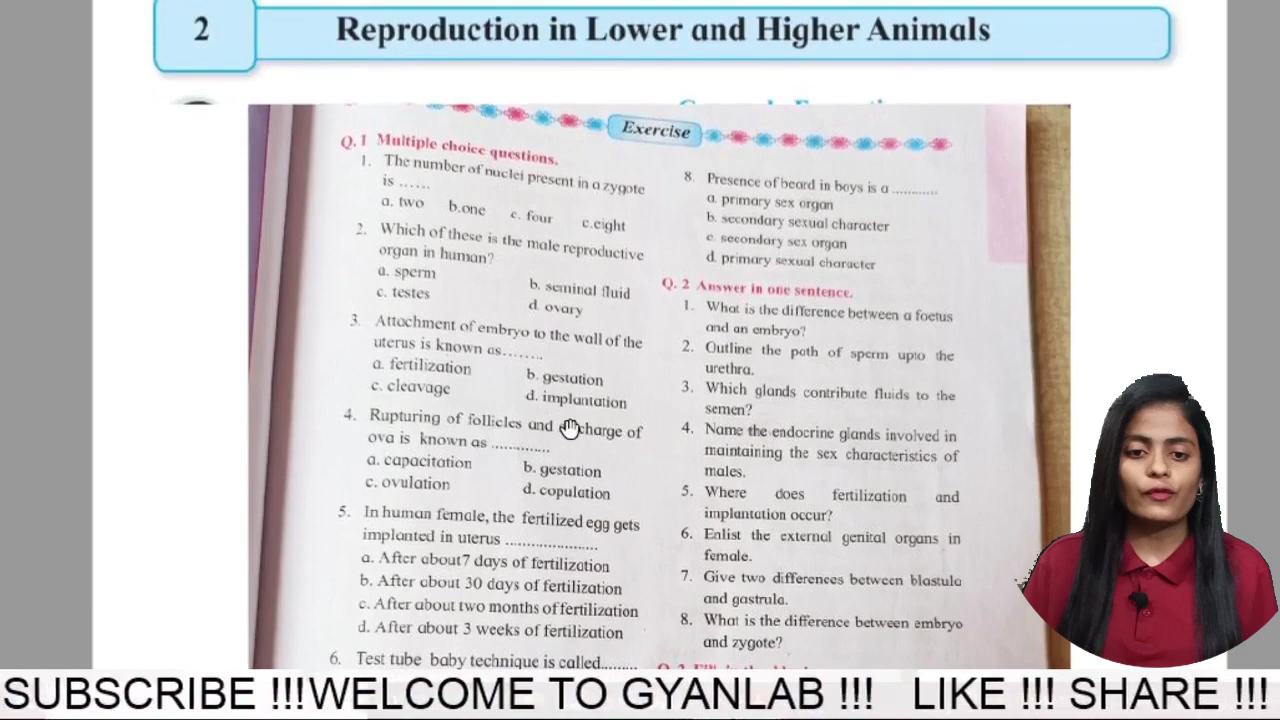 2
Reproduction in Lower and Higher Animals
Exercise
Q. 1 Multiple choice questions.
1. The number of nuclei present in a zygote
is ......
a. two b.one c. four c.eight
2. Which of these is the male reproductive
organ in human?
a. sperm b. seminal fluid
c. testes d. ovary
3. Attachment of embryo to the wall of the
uterus is known as........
a. fertilization b. gestation
c. cleavage d. implantation
4. Rupturing of follicles and charge of
ova is known as ..............
a. capacitation b. gestation
c. ovulation d. copulation
5. In human female, the fertilized egg gets
implanted in uterus ......................
a. After about7 days of fertilization
b. After about 30 days of fertilization
c. After about two months of fertilization
d. After about 3 weeks of fertilization
6. Test tube baby technique is called.........
8. Presence of beard in boys is a ...........
a. primary sex organ
b. secondary sexual character
c. secondary sex organ
d. primary sexual character
Q. 2 Answer in one sentence.
1. What is the difference between a foetus
and an embryo?
2. Outline the path of sperm upto the
urethra.
3. Which glands contribute fluids to the
semen?
4. Name the endocrine glands involved in
maintaining the sex characteristics of
males.
5. Where does fertilization and
implantation occur?
6. Enlist the external genital organs in
female.
7. Give two differences between blastula
and gastrula.
8. What is the difference between embryo
and zygote?
SUBSCRIBE !!!WELCOME TO GYANLAB !!! LIKE !!! SHARE !!!